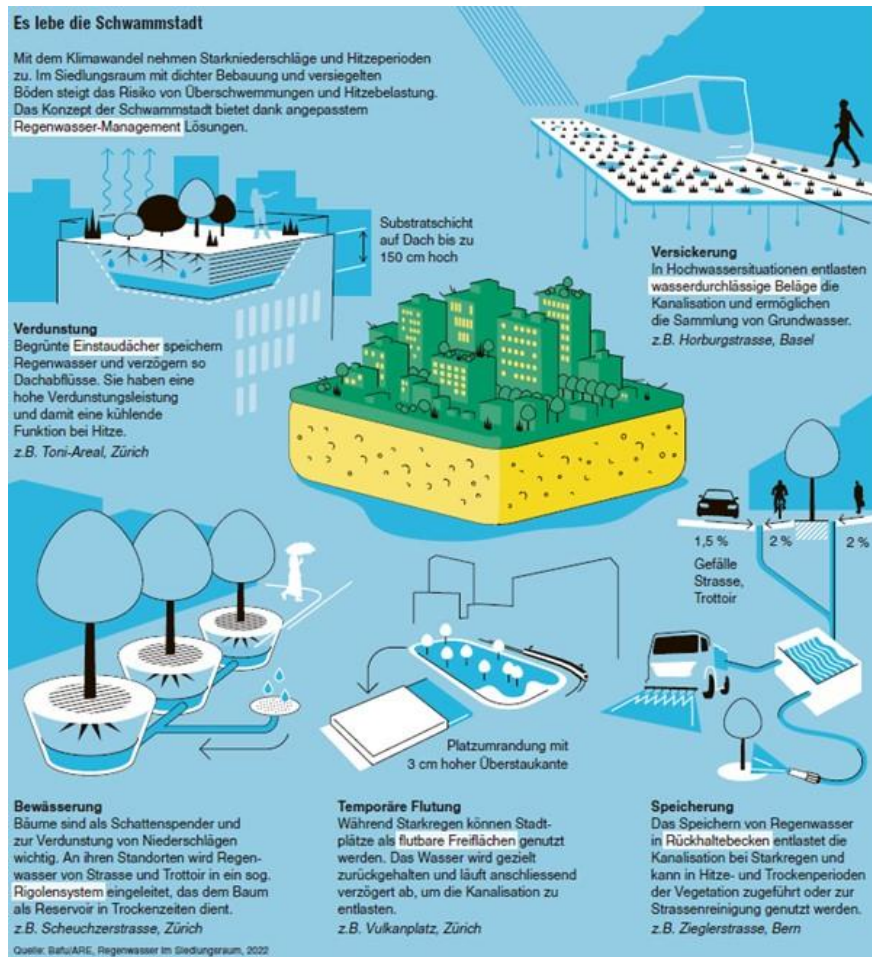 Es lebe die Schwammstadt
Mit dem Klimawandel nehmen Starkniederschläge und Hitzeperioden
zu. Im Siedlungsraum mit dichter Bebauung und versiegelten
Böden steigt das Risiko von Überschwemmungen und Hitzebelastung.
Das Konzept der Schwammstadt bietet dank angepasstem
Regenwasser-Management Lösungen.
Substratschicht
auf Dach bis zu
150 cm hoch
Verdunstung
Begrünte Einstaudächer speichern
Regenwasser und verzögern so
Dachabflüsse. Sie haben eine
hohe Verdunstungsleistung
und damit eine kühlende
Funktion bei Hitze.
z.B. Toni-Areal, Zürich
Versickerung
In Hochwassersituationen entlasten
wasserdurchlässige Beläge die
Kanalisation und ermöglichen
die Sammlung von Grundwasser.
z.B. Horburgstrasse, Basel
1,5 % 2 % 2 %
Gefälle
Strasse,
Trottoir
Platzumrandung mit
3 cm hoher Überstaukante
Bewässerung
Bäume sind als Schattenspender und
zur Verdunstung von Niederschlägen
wichtig. An ihren Standorten wird Regen-
wasser von Strasse und Trottoir in ein sog.
Rigolensystem eingeleitet, das dem Baum
als Reservoir in Trockenzeiten dient.
z.B. Scheuchzerstrasse, Zürich
Temporäre Flutung
Während Starkregen können Stadt-
plätze als flutbare Freiflächen genutzt
werden. Das Wasser wird gezielt
zurückgehalten und läuft anschliessend
verzögert ab, um die Kanalisation zu
entlasten.
z.B. Vulkanplatz, Zürich
Speicherung
Das Speichern von Regenwasser
in Rückhaltebecken entlastet die
Kanalisation bei Starkregen und
kann in Hitze- und Trockenperioden
der Vegetation zugeführt oder zur
Strassenreinigung genutzt werden.
z.B. Zieglerstrasse, Bern
Quelle: Bafu/ARE, Regenwasser im Siedlungsraum, 2022